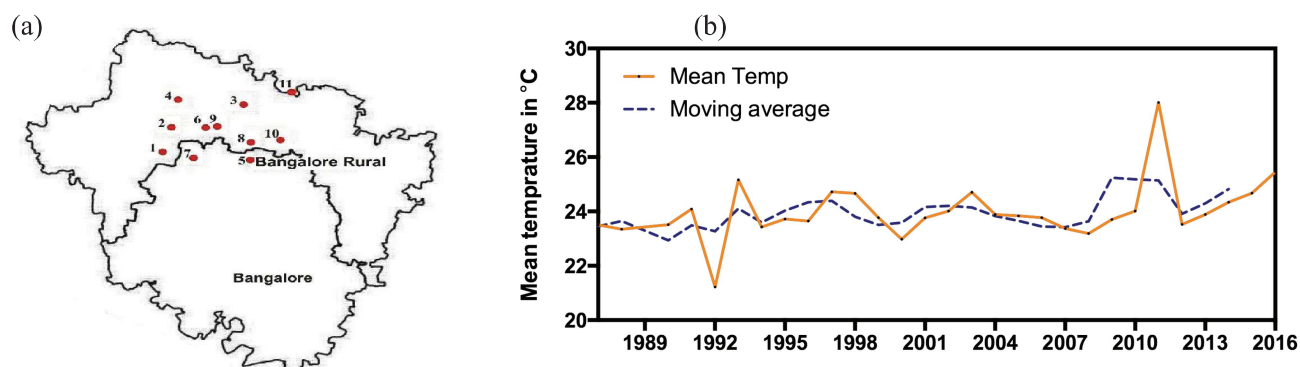 (a)
11
4
3
2
6
9
8
10
1
7
5
Bangalore Rural
Bangalore
(b)
Mean temprature in °C
30
28
26
24
22
20
Mean Temp
Moving average
1989 1992 1995 1998 2001 2004 2007 2010 2013 2016